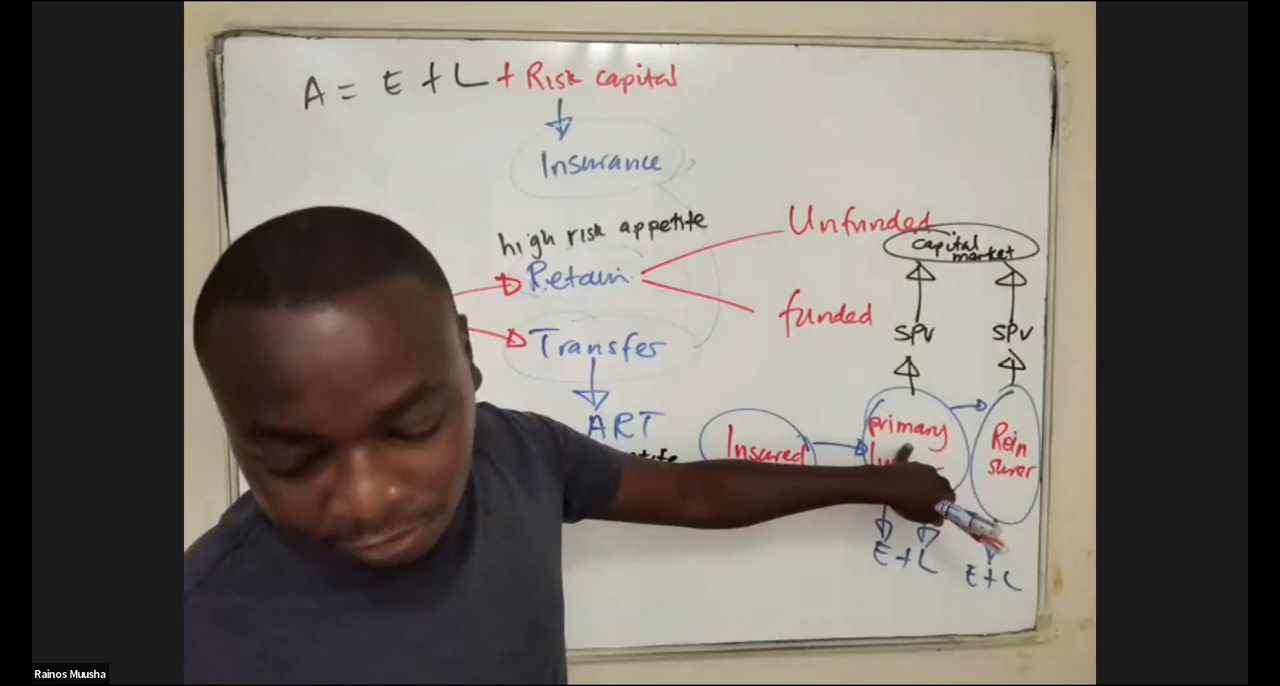 A = E + L + Risk capital
Insurance
high risk appetite
Retain
Unfunded
funded
Transfer
ART
capital
market
SPV
SPV
Insured
primary
Rein
surer
E + L
E + L
Rainos Muusha